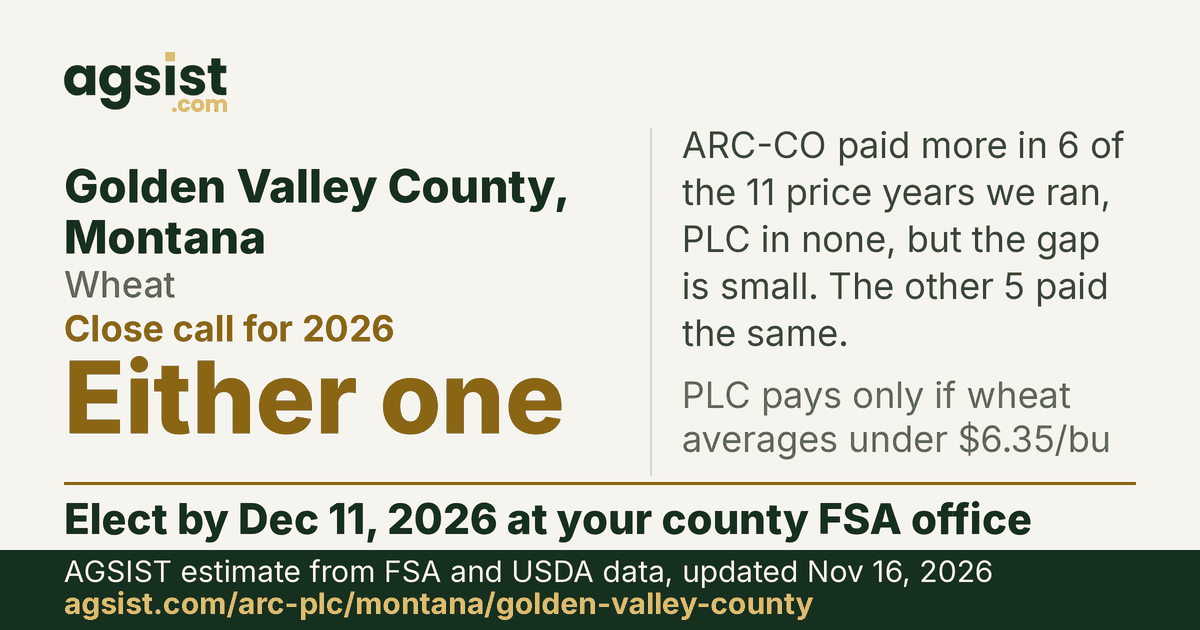 agsist
.com
Golden Valley County,
Montana
Wheat
Close call for 2026
Either one
ARC-CO paid more in 6 of
the 11 price years we ran,
PLC in none, but the gap
is small. The other 5 paid
the same.
PLC pays only if wheat
averages under $6.35/bu
Elect by Dec 11, 2026 at your county FSA office
AGSIST estimate from FSA and USDA data, updated Nov 16, 2026
agsist.com/arc-plc/montana/golden-valley-county